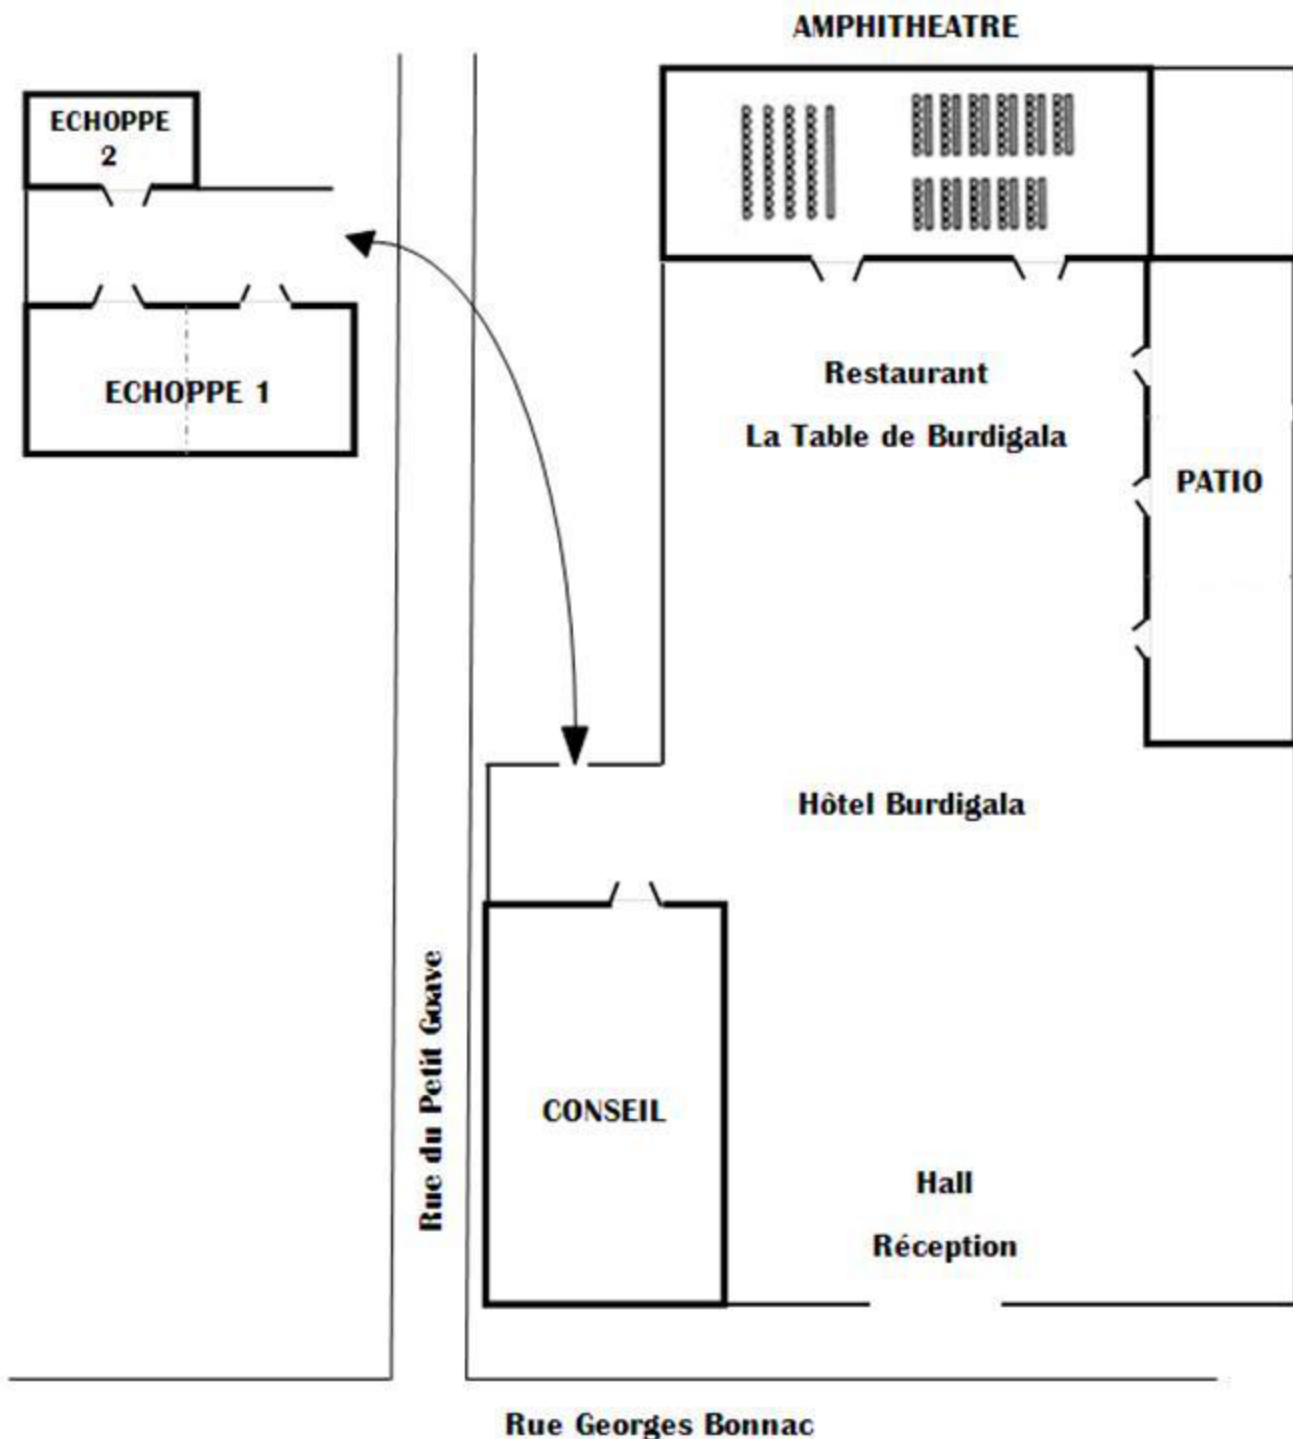 AMPHITHEATRE
ECHOPPE
2
ECHOPPE 1
Restaurant
La Table de Burdigala
PATIO
Hôtel Burdigala
Rue du Petit Goave
CONSEIL
Hall
Réception
Rue Georges Bonnac